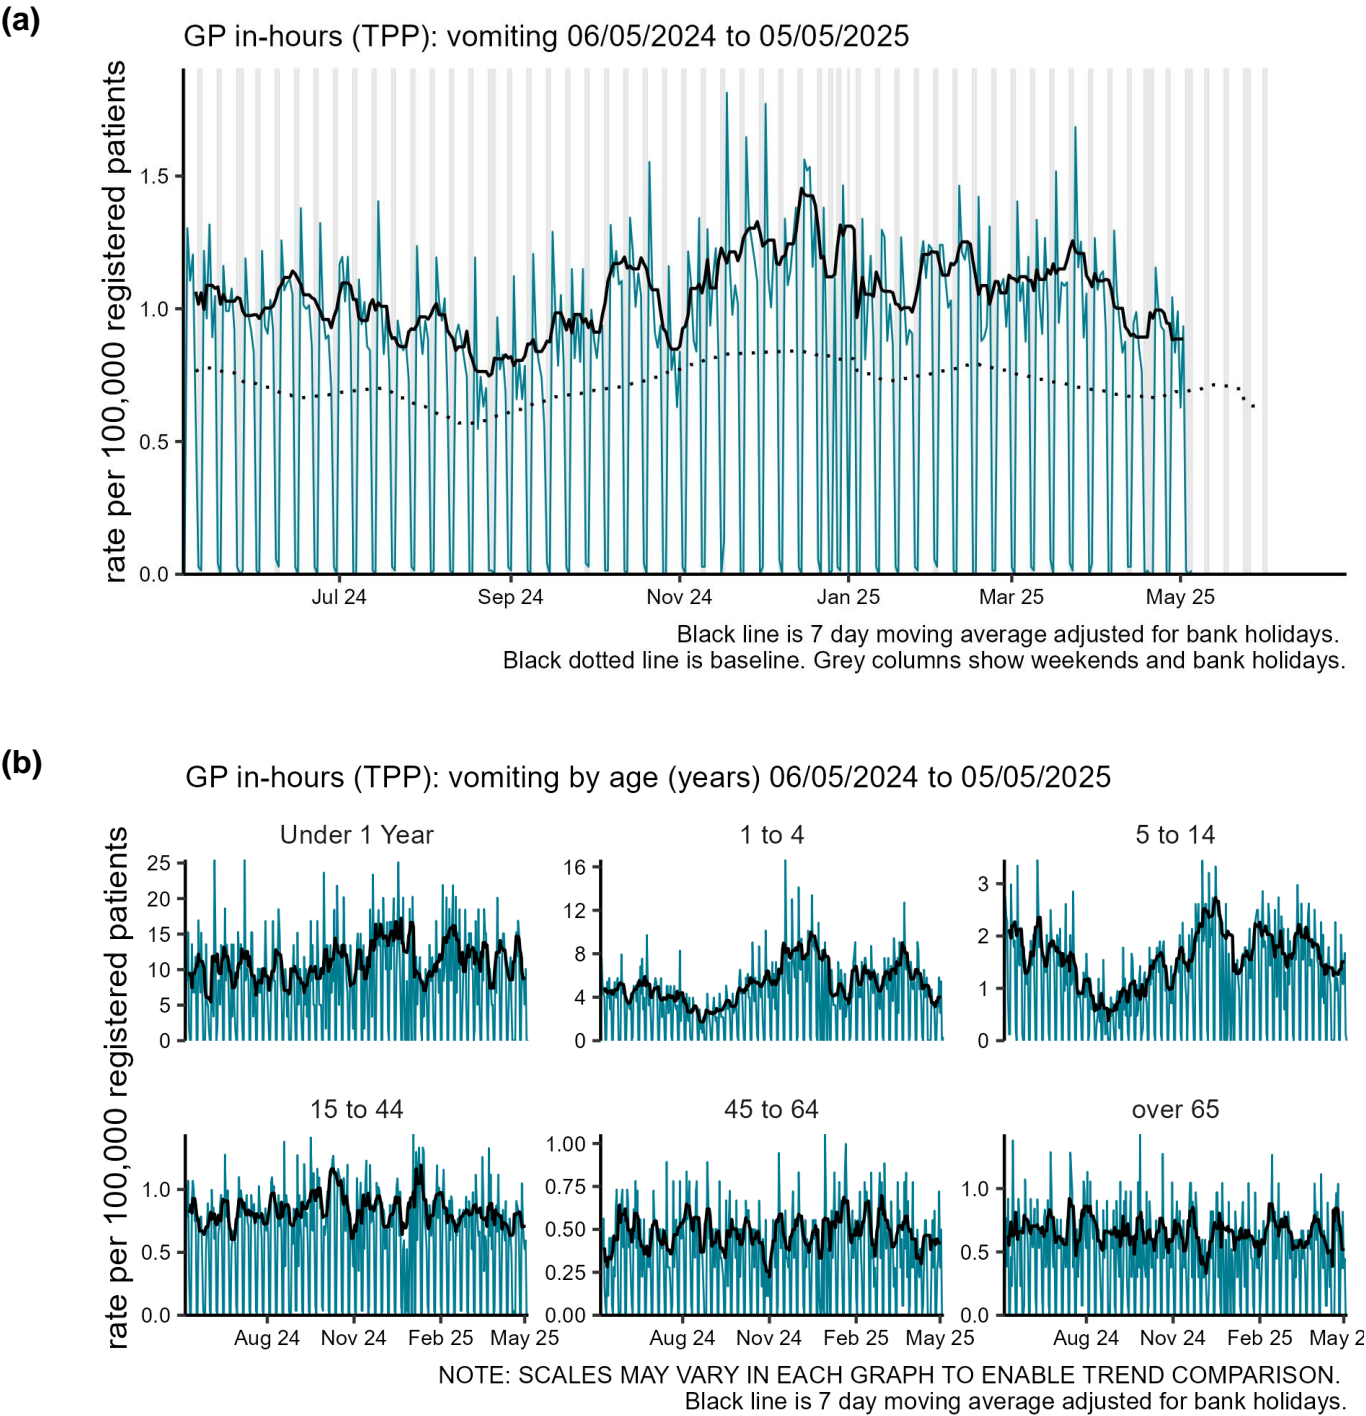 (a)
GP in-hours (TPP): vomiting 06/05/2024 to 05/05/2025
rate per 100,000 registered patients
1.5
1.0
0.5
0.0
Jul 24 Sep 24 Nov 24 Jan 25 Mar 25 May 25
Black line is 7 day moving average adjusted for bank holidays.
Black dotted line is baseline. Grey columns show weekends and bank holidays.
(b)
GP in-hours (TPP): vomiting by age (years) 06/05/2024 to 05/05/2025
rate per 100,000 registered patients
Under 1 Year
25
20
15
10
5
0
1 to 4
16
12
8
4
0
5 to 14
3
2
1
0
15 to 44
1.0
0.5
0.0
Aug 24 Nov 24 Feb 25 May 25
45 to 64
1.00
0.75
0.50
0.25
0.00
Aug 24 Nov 24 Feb 25 May 25
over 65
1.0
0.5
0.0
Aug 24 Nov 24 Feb 25 May 2
NOTE: SCALES MAY VARY IN EACH GRAPH TO ENABLE TREND COMPARISON.
Black line is 7 day moving average adjusted for bank holidays.